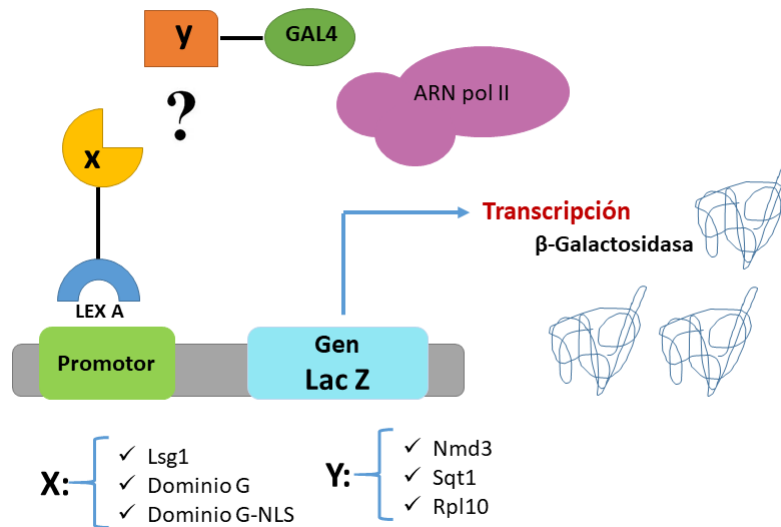 y
GAL4
ARN pol II
?
x
Transcripción
β-Galactosidasa
LEX A
Promotor
Gen
Lac Z
X:
✓ Lsg1
✓ Dominio G
✓ Dominio G-NLS
Y:
✓ Nmd3
✓ Sqt1
✓ Rpl10